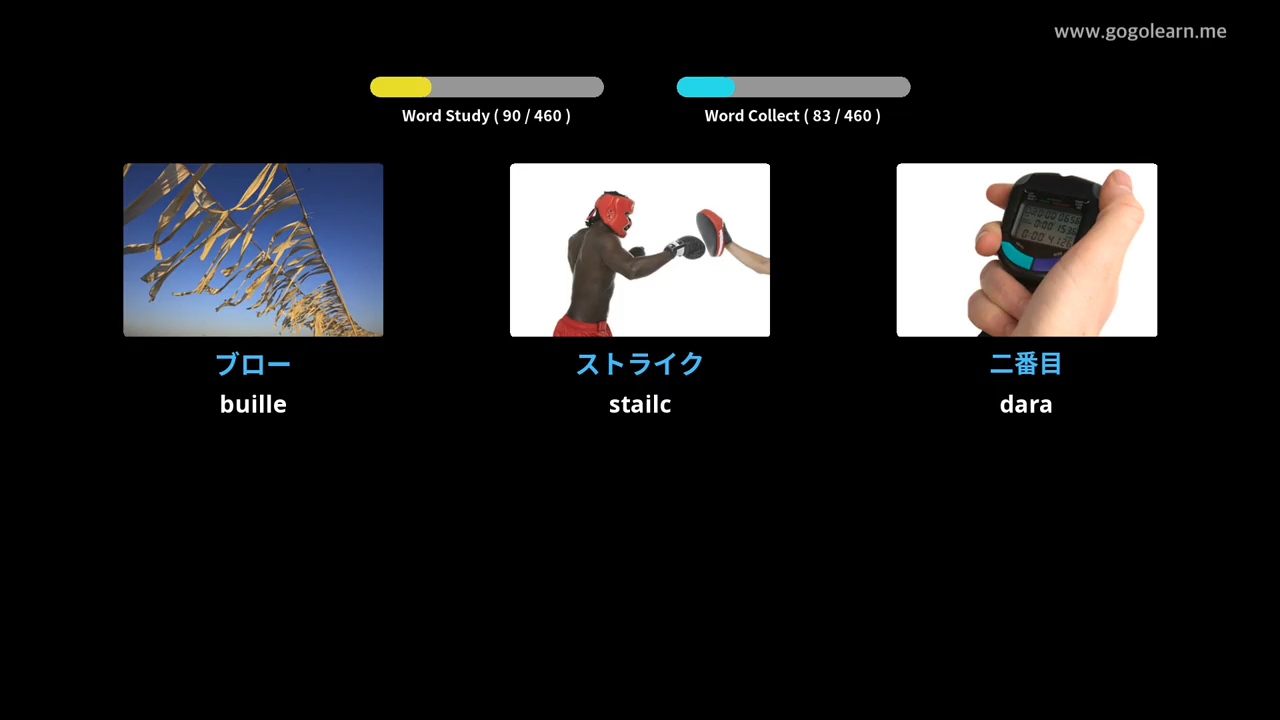 www.gogolearn.me
Word Study ( 90 / 460 )
Word Collect ( 83 / 460 )
ブロー
ストライク
二番目
buille
stailc
dara